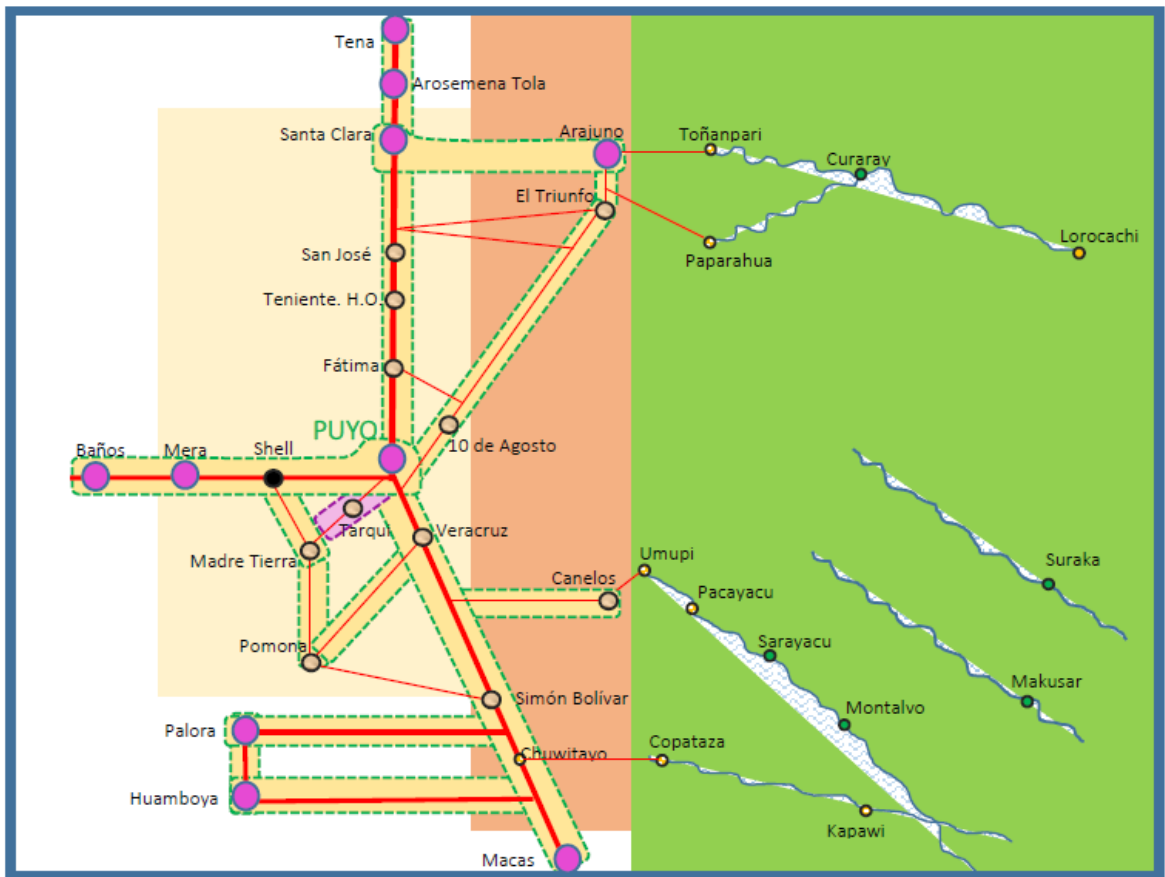 Tena
Arosemena Tola
Santa Clara
Arajuno
Toñanpari
Curaray
El Triunfo
Lorocachi
San José
Paparahua
Teniente. H.O.
Fátima
PUYO
10 de Agosto
Baños
Mera
Shell
Tarqui
Veracruz
Madre Tierra
Umupi
Suraka
Canelos
Pacayacu
Pomona
Sarayacu
Makusar
Simón Bolívar
Montalvo
Palora
Chuwitayo
Copataza
Huamboya
Kapawi
Macas